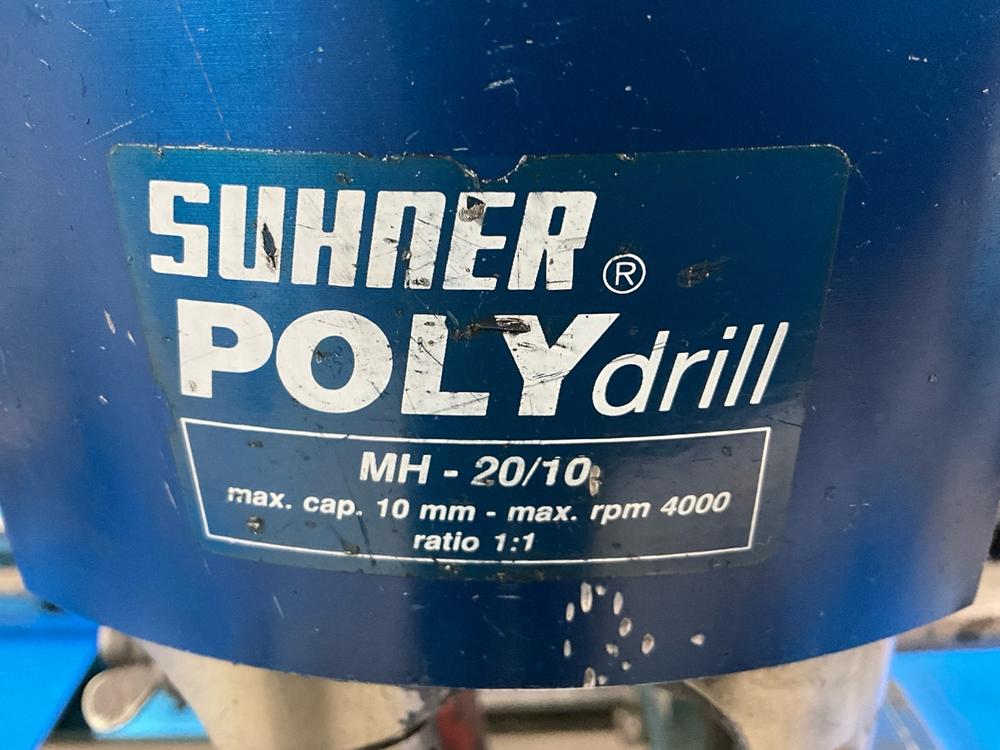 SUHNER ®
POLYdrill
MH - 20/10
max. cap. 10 mm - max. rpm 4000
ratio 1:1